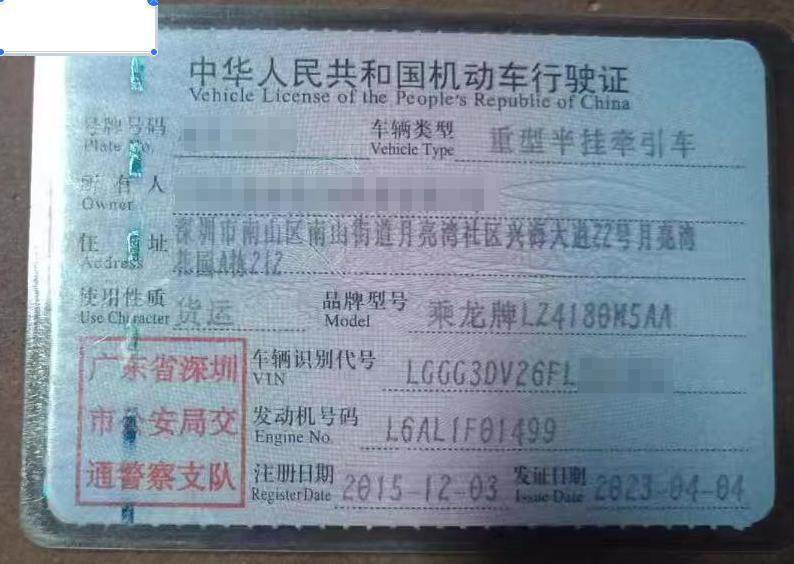 中华人民共和国机动车行驶证
Vehicle License of the People's Republic of China
号牌号码 车辆类型 重型半挂牵引车
Plate No. Vehicle Type
所有人
Owner
住址 深圳市南山区南山街道月亮湾社区兴海大道22号月亮湾
Address 花园A栋212
使用性质 货运 品牌型号 乘龙牌LZ4180M5AA
Use Character Model
广东省深圳 车辆识别代号 LGGG3DV26FL
VIN
市公安局交 发动机号码 L6AL1F01499
Engine No.
通警察支队 注册日期 2015-12-03 发证日期 2023-04-04
Register Date Issue Date